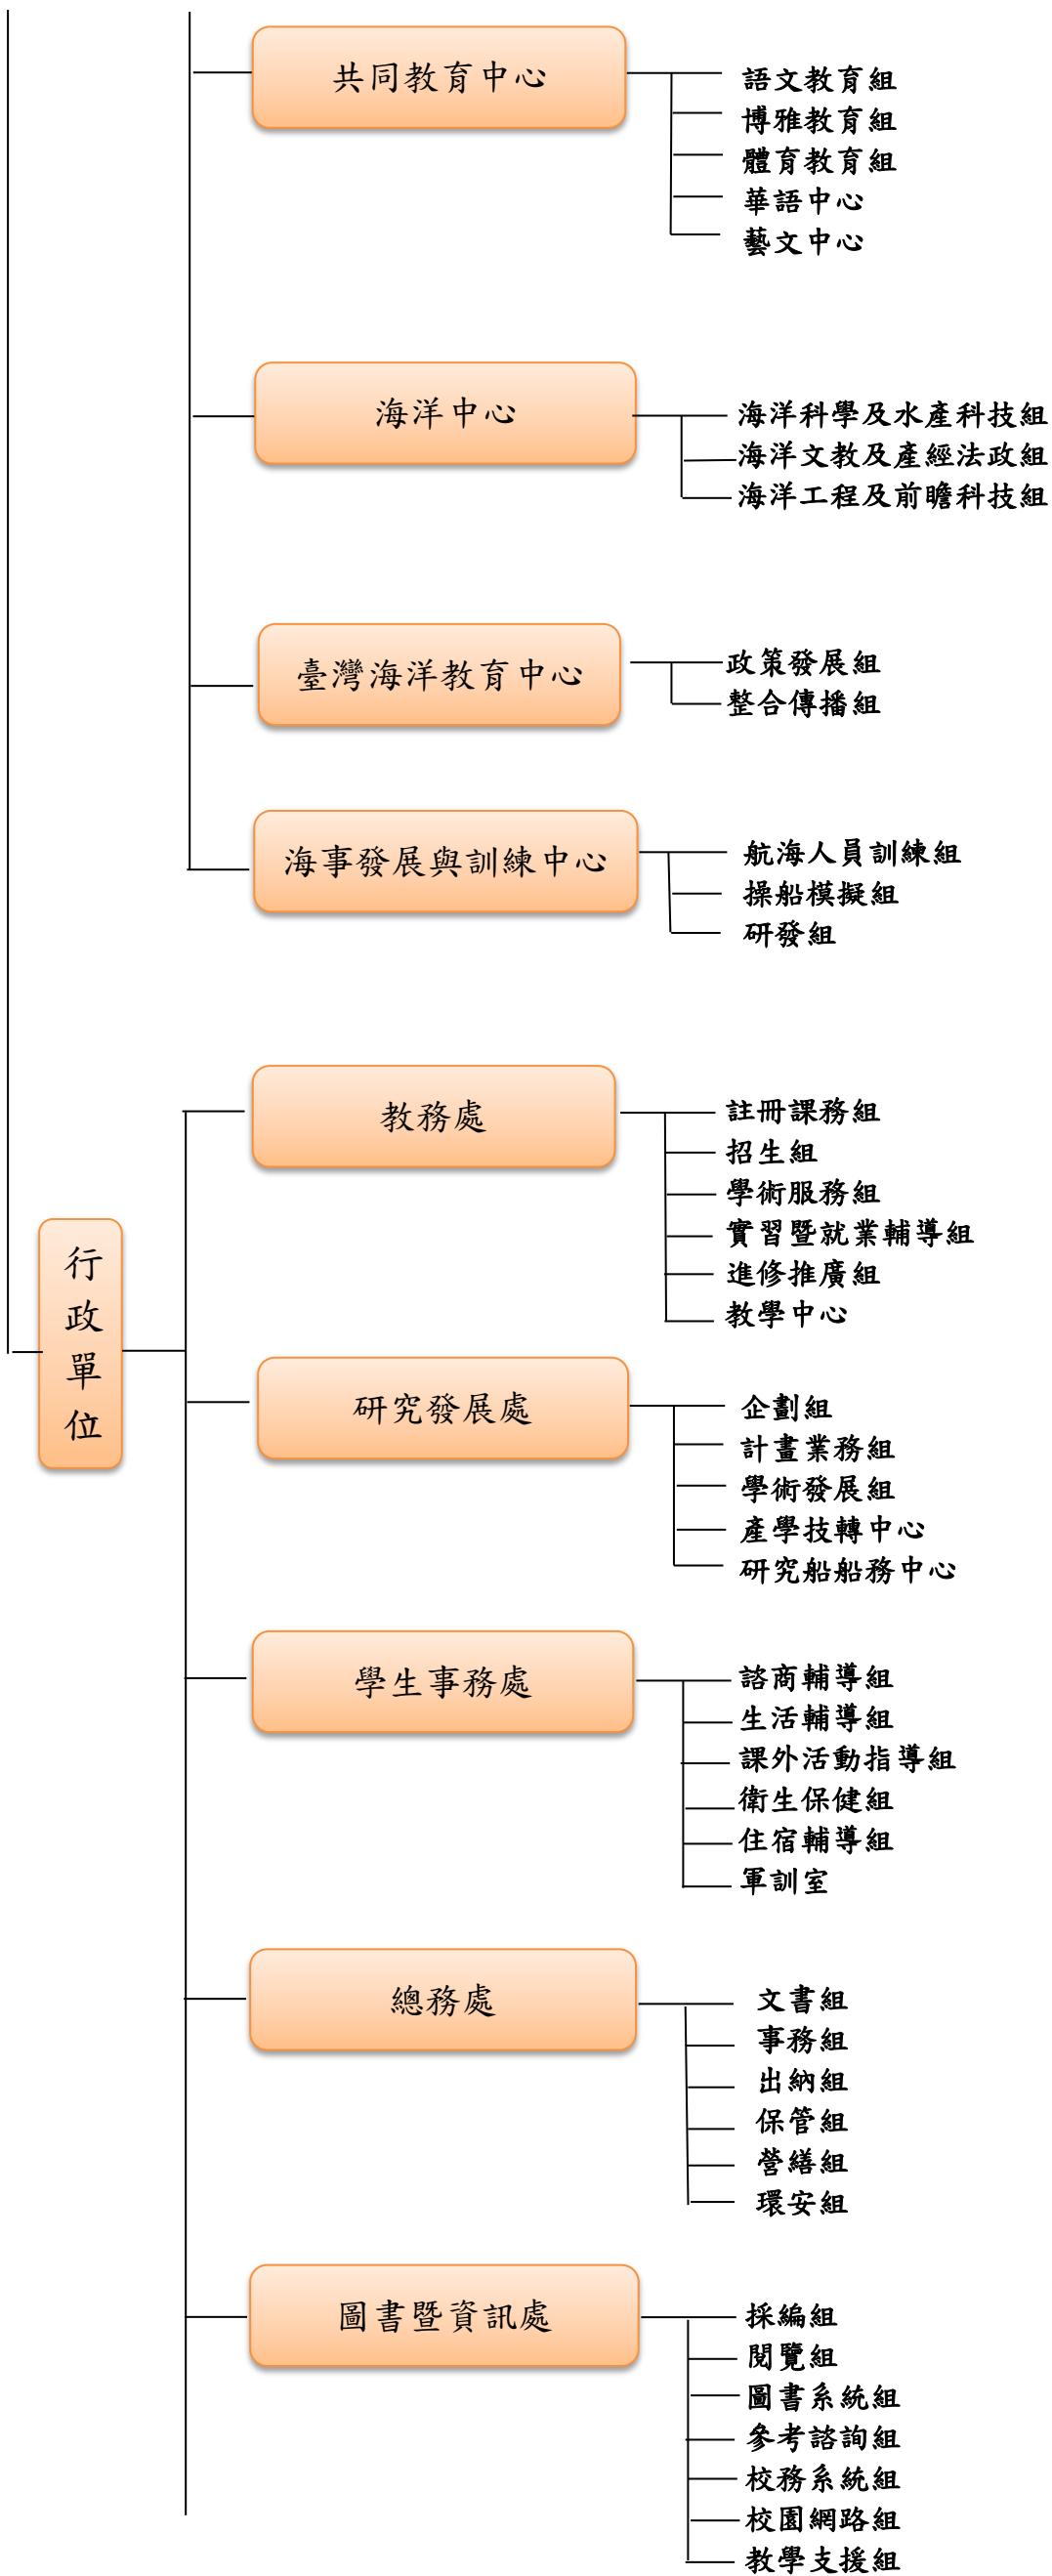 共同教育中心
語文教育組
博雅教育組
體育教育組
華語中心
藝文中心
海洋中心
海洋科學及水產科技組
海洋文教及產經法政組
海洋工程及前瞻科技組
臺灣海洋教育中心
政策發展組
整合傳播組
海事發展與訓練中心
航海人員訓練組
操船模擬組
研發組
行政單位
教務處
註冊課務組
招生組
學術服務組
實習暨就業輔導組
進修推廣組
教學中心
研究發展處
企劃組
計畫業務組
學術發展組
產學技轉中心
研究船船務中心
學生事務處
諮商輔導組
生活輔導組
課外活動指導組
衛生保健組
住宿輔導組
軍訓室
總務處
文書組
事務組
出納組
保管組
營繕組
環安組
圖書暨資訊處
採編組
閱覽組
圖書系統組
參考諮詢組
校務系統組
校園網路組
教學支援組